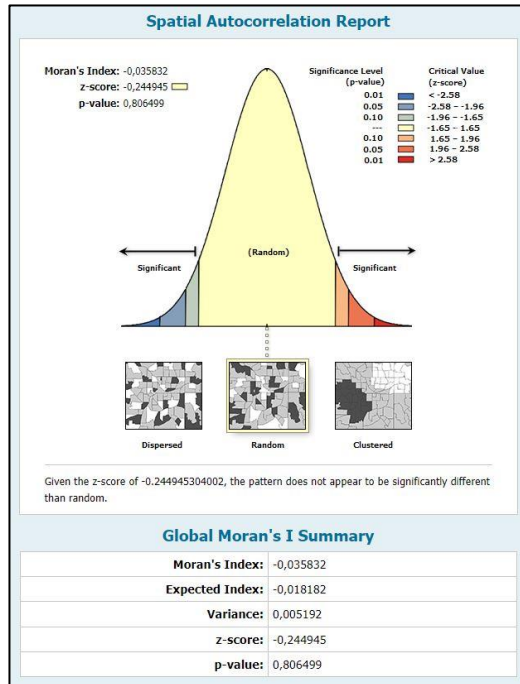 Spatial Autocorrelation Report
Moran's Index: -0,035832
z-score: -0,244945
p-value: 0,806499
Significance Level
(p-value)
Critical Value
(z-score)
0.01 < -2.58
0.05 -2.58 – -1.96
0.10 -1.96 – -1.65
--- -1.65 – 1.65
0.10 1.65 – 1.96
0.05 1.96 – 2.58
0.01 > 2.58
Significant
(Random)
Significant
Dispersed
Random
Clustered
Given the z-score of -0.244945304002, the pattern does not appear to be significantly different
than random.
Global Moran's I Summary
Moran's Index: -0,035832
Expected Index: -0,018182
Variance: 0,005192
z-score: -0,244945
p-value: 0,806499